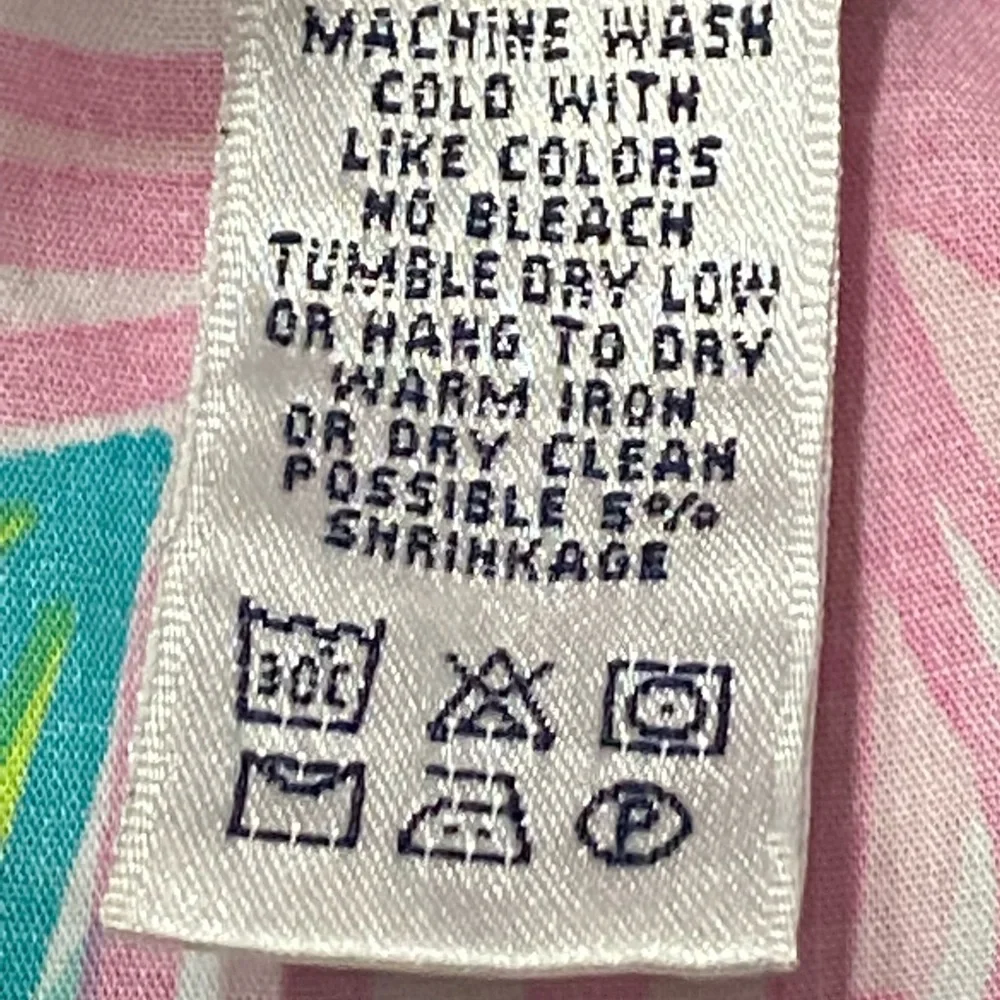 MACHINE WASH
COLD WITH
LIKE COLORS
NO BLEACH
TUMBLE DRY LOW
OR HANG TO DRY
WARM IRON
OR DRY CLEAN
POSSIBLE 5%
SHRINKAGE
30C
P